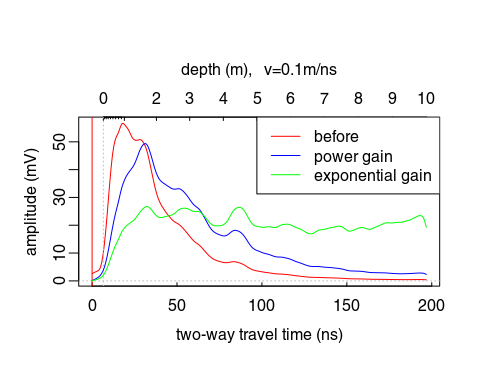 depth (m),  v=0.1m/ns
0 2 3 4 5 6 7 8 9 10
before
power gain
exponential gain
amplitude (mV)
50
30
10
0
0 50 100 150 200
two-way travel time (ns)